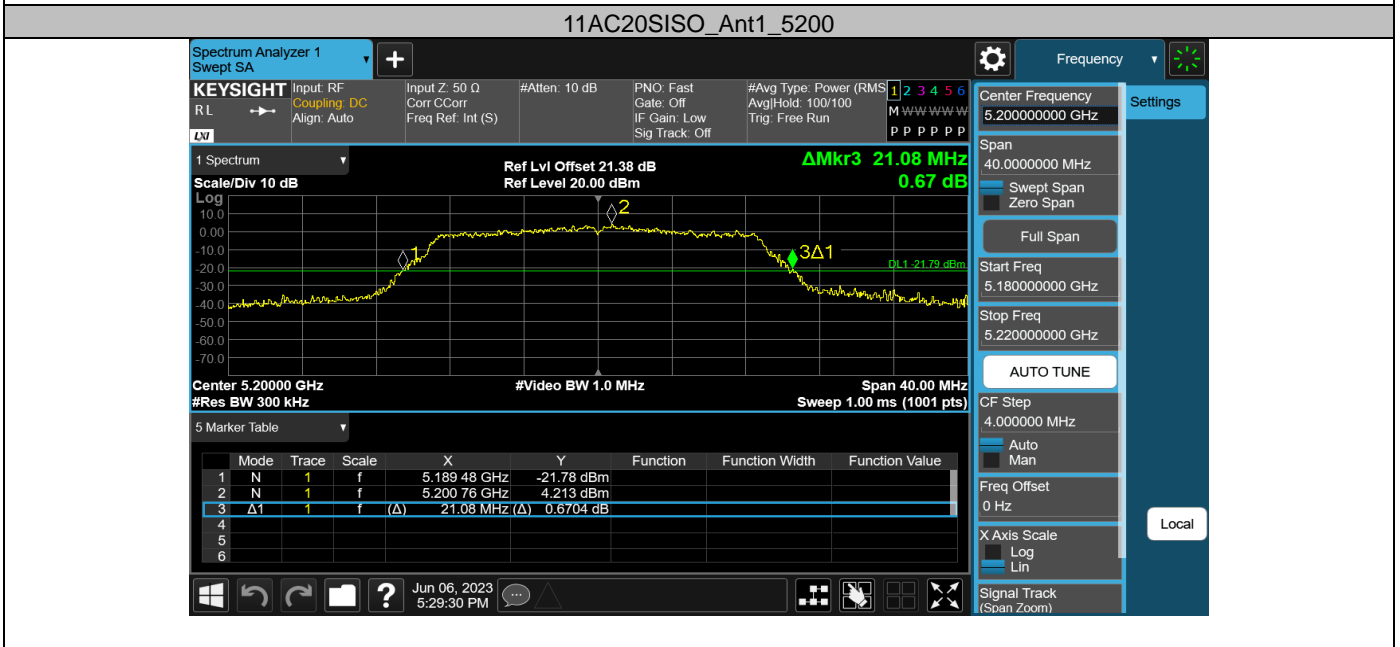 11AC20SISO_Ant1_5200
Spectrum Analyzer 1
Swept SA
Frequency
KEYSIGHT
R L
LXI
Input: RF
Coupling: DC
Align: Auto
Input Z: 50 Ω
Corr CCorr
Freq Ref: Int (S)
#Atten: 10 dB
PNO: Fast
Gate: Off
IF Gain: Low
Sig Track: Off
#Avg Type: Power (RMS
Avg|Hold: 100/100
Trig: Free Run
1 2 3 4 5 6
M W W W W W
P P P P P P
1 Spectrum
Scale/Div 10 dB
Ref Lvl Offset 21.38 dB
Ref Level 20.00 dBm
ΔMkr3 21.08 MHz
0.67 dB
Log
10.0
0.00
-10.0
-20.0
-30.0
-40.0
-50.0
-60.0
-70.0
1
2
3Δ1
DL1 -21.79 dBm
Center 5.20000 GHz
#Video BW 1.0 MHz
Span 40.00 MHz
#Res BW 300 kHz
Sweep 1.00 ms (1001 pts)
5 Marker Table
Mode Trace Scale X Y Function Function Width Function Value
1 N 1 f 5.189 48 GHz -21.78 dBm
2 N 1 f 5.200 76 GHz 4.213 dBm
3 Δ1 1 f (Δ) 21.08 MHz (Δ) 0.6704 dB
4
5
6
?
Jun 06, 2023
5:29:30 PM
Center Frequency
5.200000000 GHz
Span
40.0000000 MHz
Swept Span
Zero Span
Full Span
Start Freq
5.180000000 GHz
Stop Freq
5.220000000 GHz
AUTO TUNE
CF Step
4.000000 MHz
Auto
Man
Freq Offset
0 Hz
X Axis Scale
Log
Lin
Signal Track
(Span Zoom)
Settings
Local